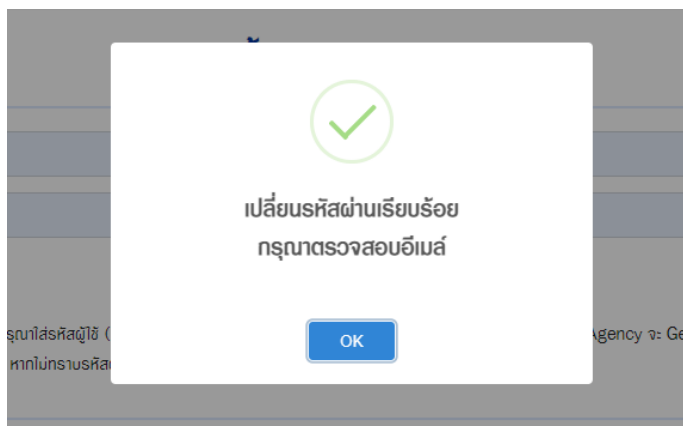 เปลี่ยนรหัสผ่านเรียบร้อย
กรุณาตรวจสอบอีเมล์
OK
รุณาใส่รหัสผู้ใช้ (
Agency จะ Ge
หากไม่ทราบรหัส